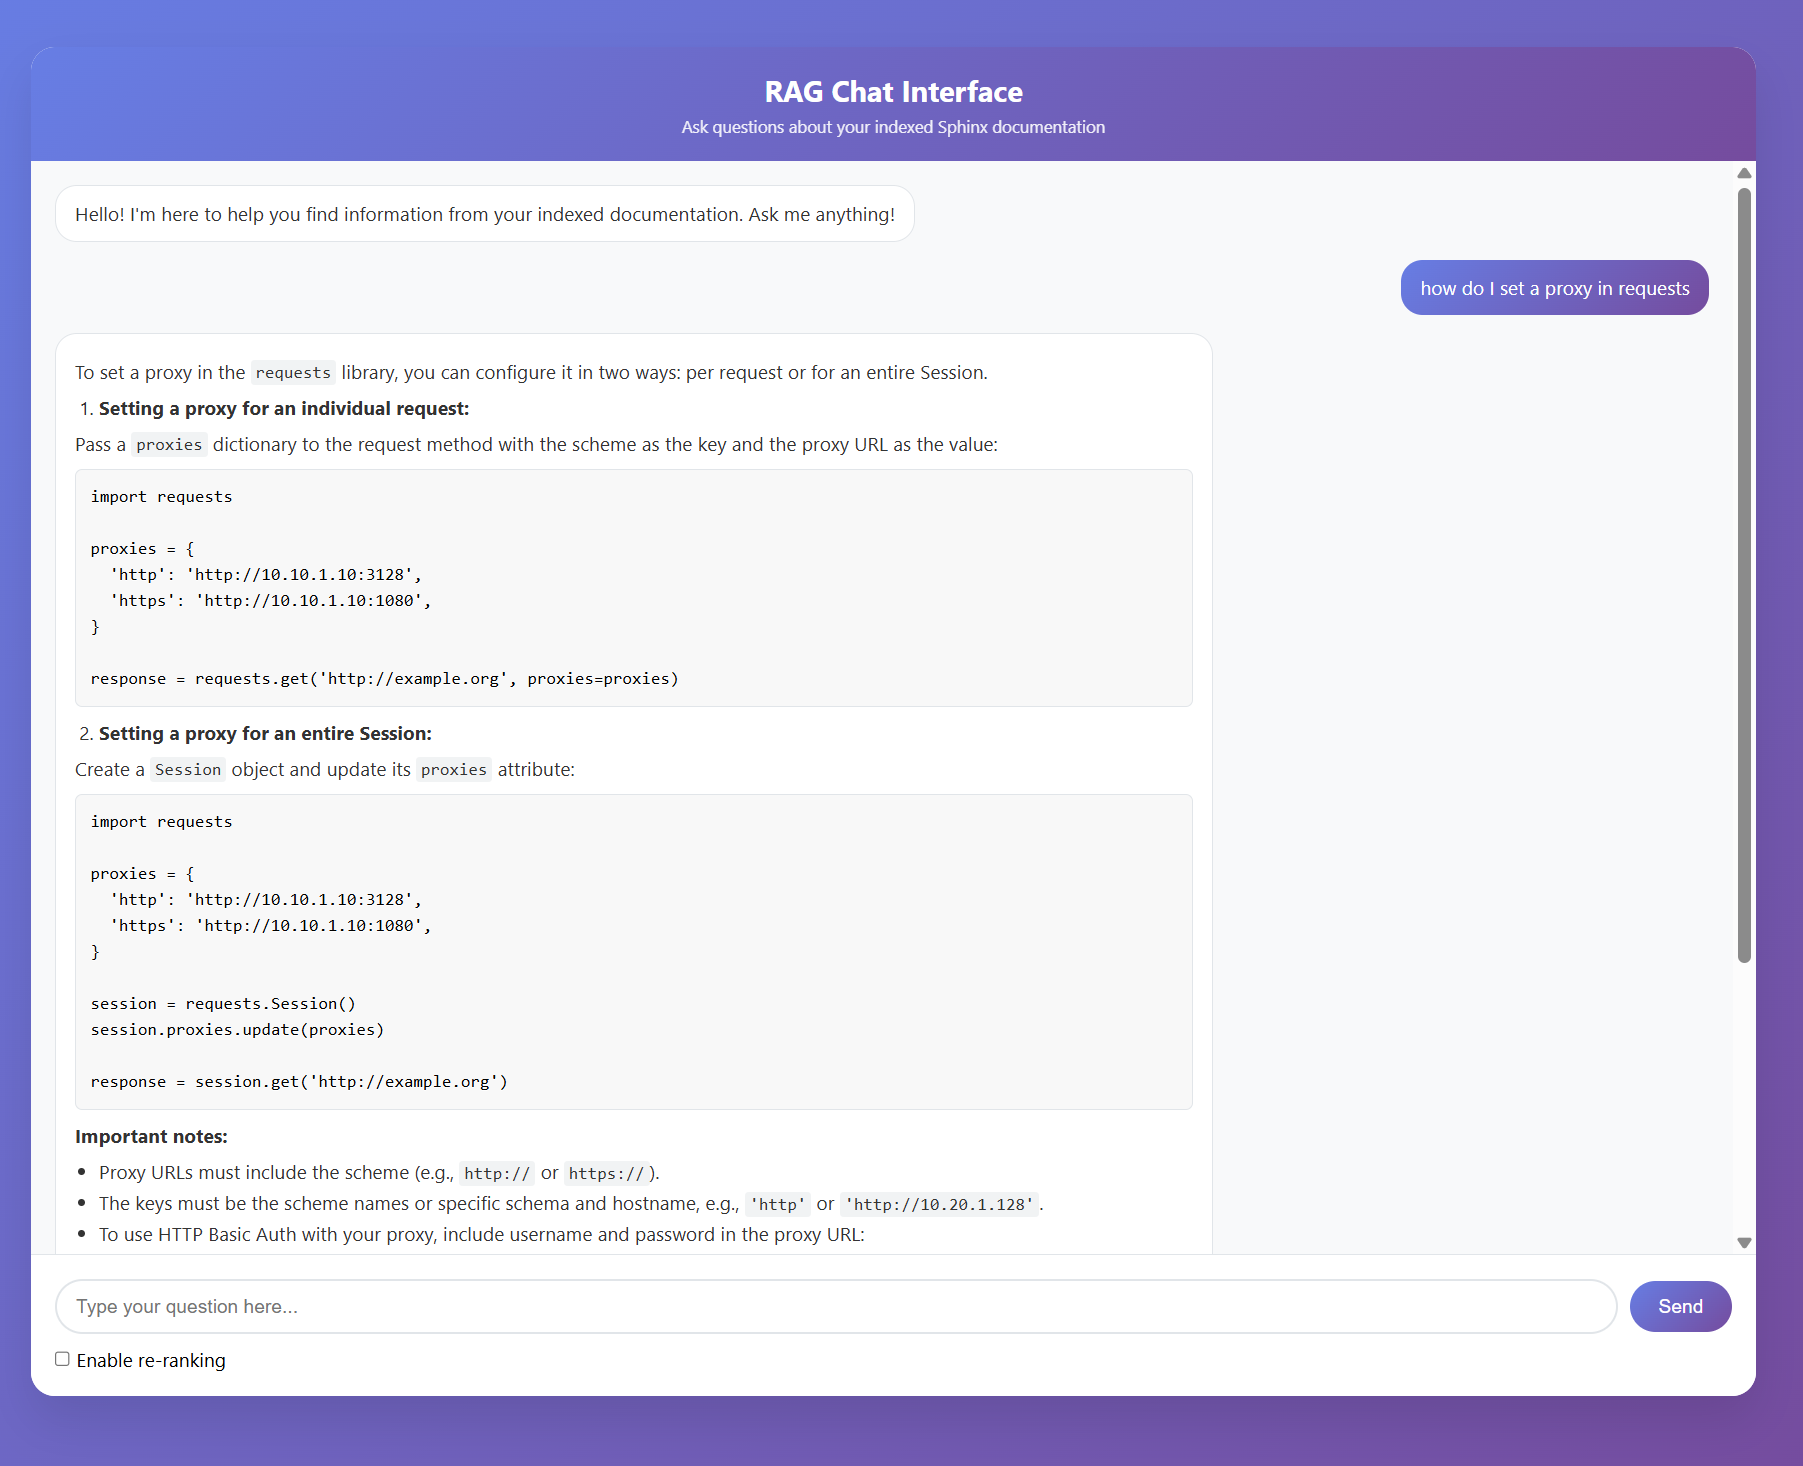 RAG Chat Interface
Ask questions about your indexed Sphinx documentation
Hello! I'm here to help you find information from your indexed documentation. Ask me anything!
how do I set a proxy in requests
To set a proxy in the requests library, you can configure it in two ways: per request or for an entire Session.
1. Setting a proxy for an individual request:
Pass a proxies dictionary to the request method with the scheme as the key and the proxy URL as the value:
import requests
proxies = {
  'http': 'http://10.10.1.10:3128',
  'https': 'http://10.10.1.10:1080',
}
response = requests.get('http://example.org', proxies=proxies)
2. Setting a proxy for an entire Session:
Create a Session object and update its proxies attribute:
import requests
proxies = {
  'http': 'http://10.10.1.10:3128',
  'https': 'http://10.10.1.10:1080',
}
session = requests.Session()
session.proxies.update(proxies)
response = session.get('http://example.org')
Important notes:
• Proxy URLs must include the scheme (e.g., http:// or https://).
• The keys must be the scheme names or specific schema and hostname, e.g., 'http' or 'http://10.20.1.128'.
• To use HTTP Basic Auth with your proxy, include username and password in the proxy URL:
Type your question here...
Send
Enable re-ranking